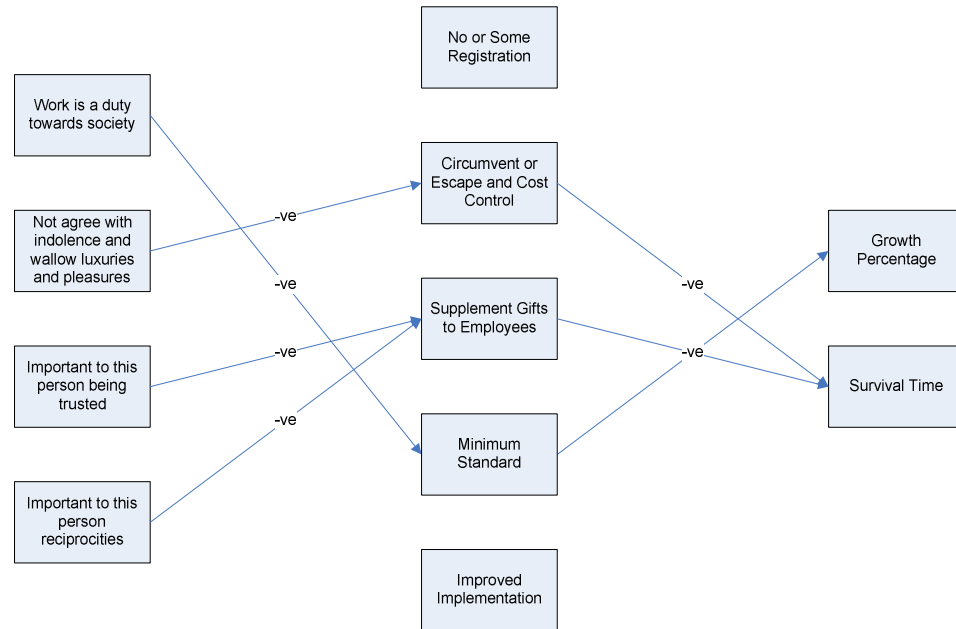 No or Some
Registration
Work is a duty
towards society
Circumvent or
Escape and Cost
Control
-ve
Not agree with
indolence and
wallow luxuries
and pleasures
Growth
Percentage
-ve
-ve
Supplement Gifts
to Employees
-ve
-ve
Important to this
person being
trusted
Survival Time
-ve
Minimum
Standard
Important to this
person
reciprocities
Improved
Implementation